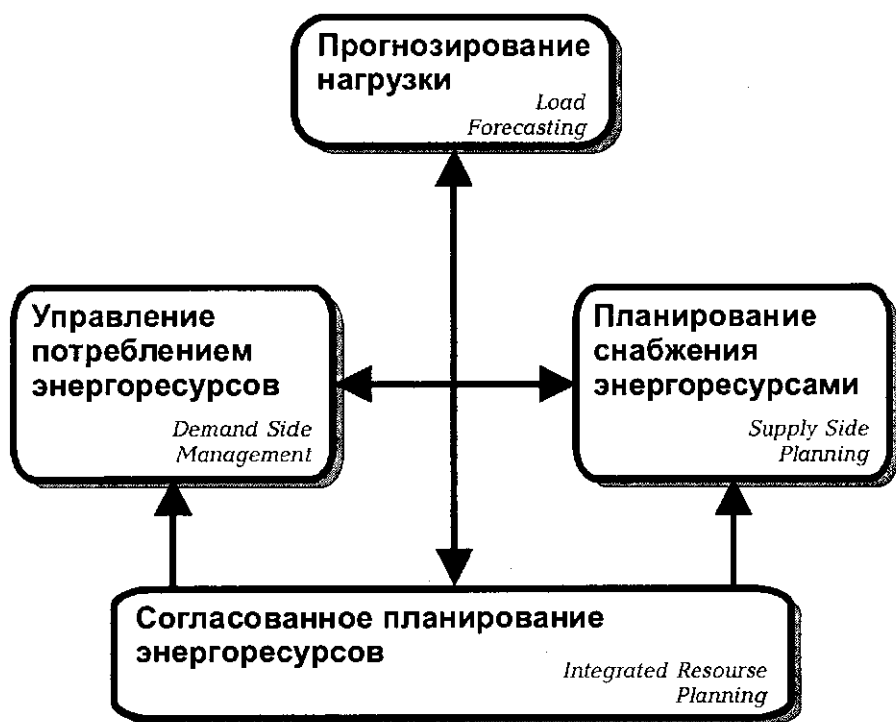 Прогнозирование
нагрузки
Load
Forecasting
Управление
потреблением
энергоресурсов
Demand Side
Management
Планирование
снабжения
энергоресурсами
Supply Side
Planning
Согласованное планирование
энергоресурсов
Integrated Resourse
Planning